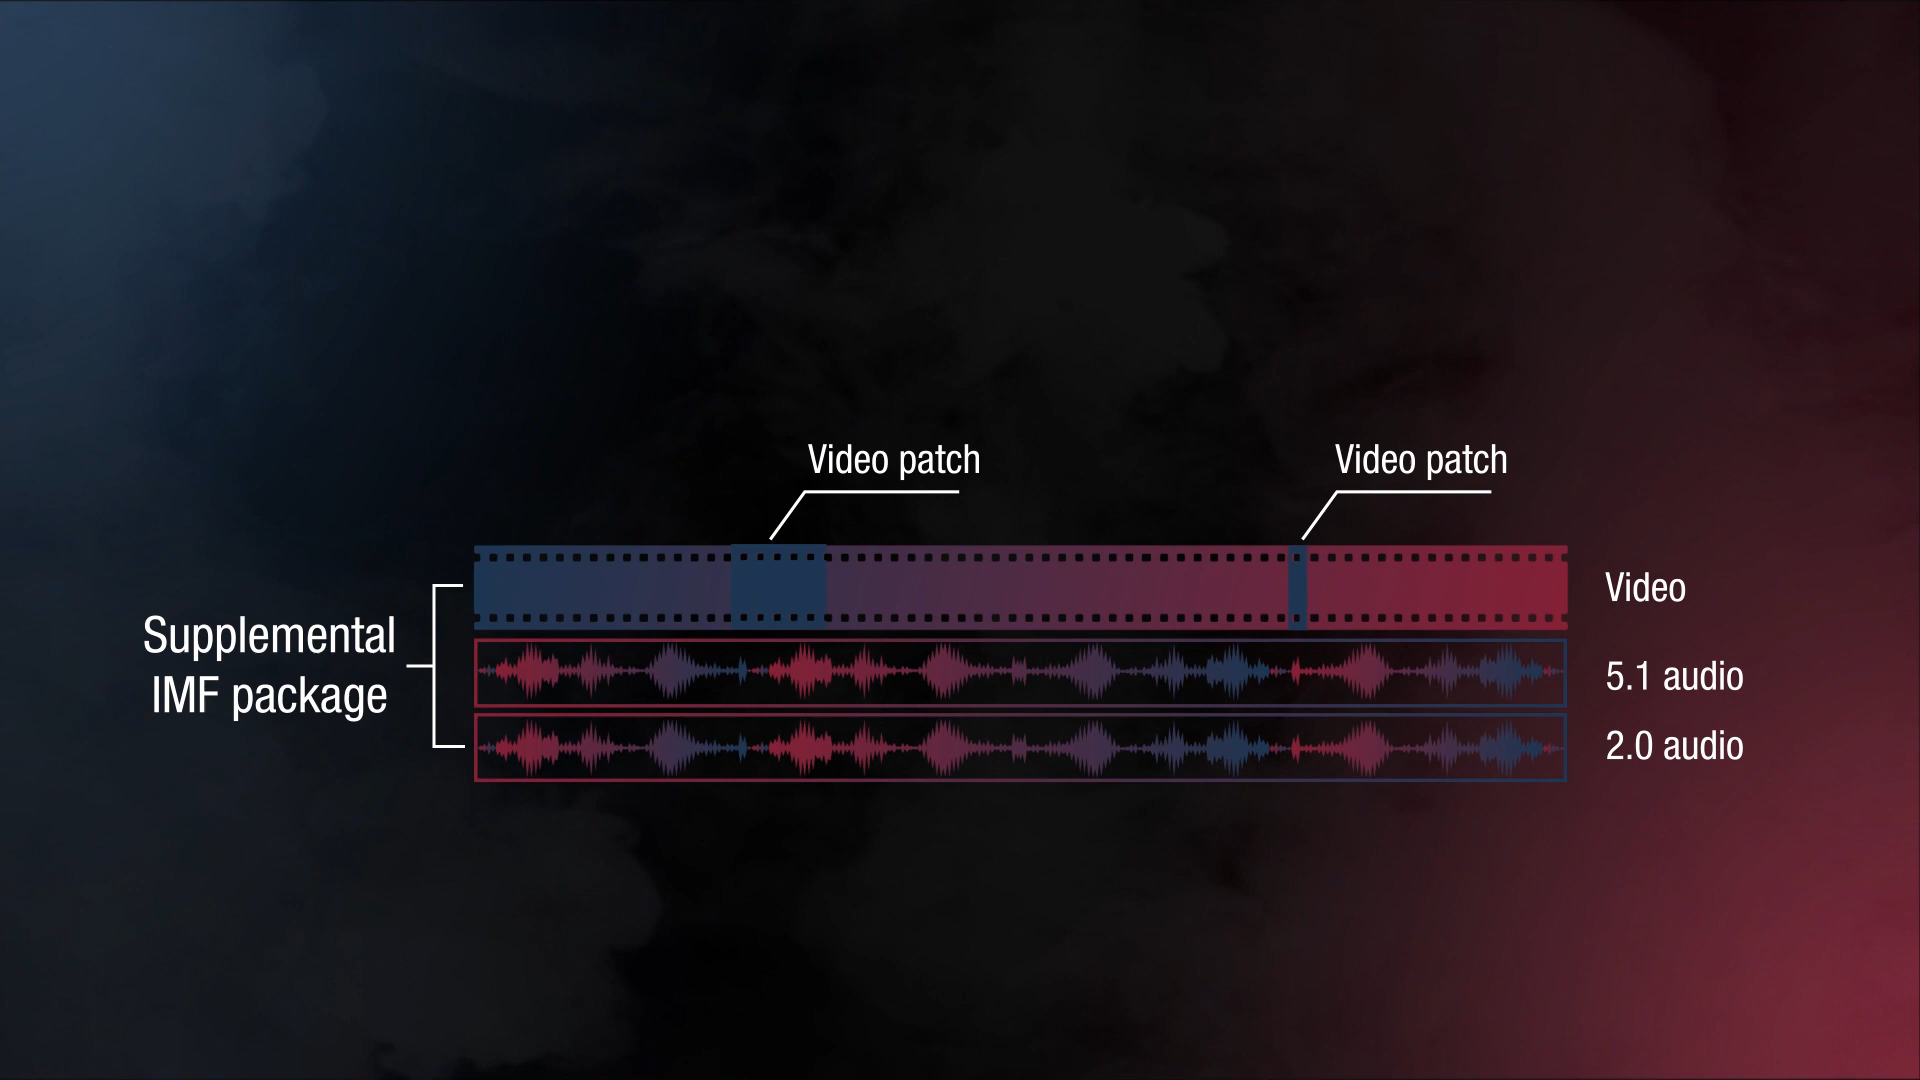 Video patch
Video patch
Supplemental
IMF package
Video
5.1 audio
2.0 audio